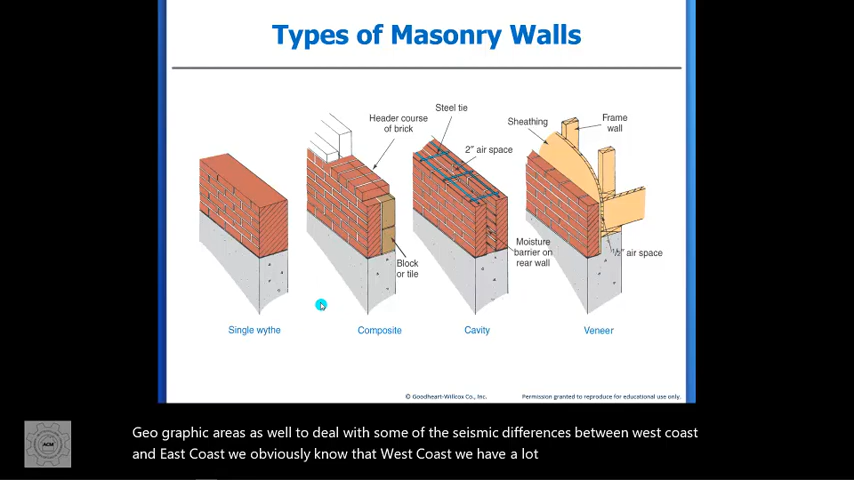 Types of Masonry Walls
Steel tie
Header course
of brick
Sheathing
Frame
wall
2" air space
Moisture
barrier on
rear wall
½" air space
Block
or tile
Single wythe
Composite
Cavity
Veneer
© Goodheart-Willcox Co., Inc.
Permission granted to reproduce for educational use only.
Geo graphic areas as well to deal with some of the seismic differences between west coast
and East Coast we obviously know that West Coast we have a lot
ACM